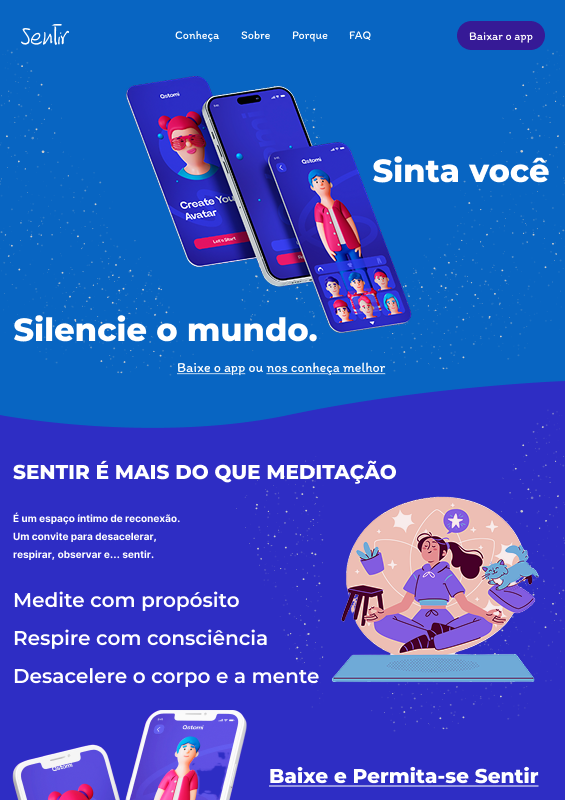 Sentir
Conheça Sobre Porque FAQ
Baixar o app
Ostomi
Create You
Avatar
Let's Start
Ostomi
Sinta você
Silencie o mundo.
Baixe o app ou nos conheça melhor
SENTIR É MAIS DO QUE MEDITAÇÃO
É um espaço íntimo de reconexão.
Um convite para desacelerar,
respirar, observar e... sentir.
Medite com propósito
Respire com consciência
Desacelere o corpo e a mente
Ostomi
Ostomi
Baixe e Permita-se Sentir